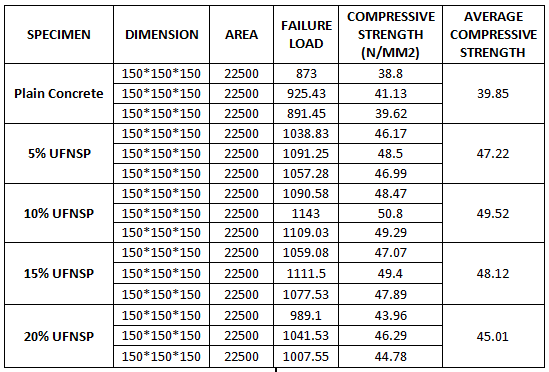 SPECIMEN DIMENSION AREA FAILURE LOAD COMPRESSIVE STRENGTH (N/MM2) AVERAGE COMPRESSIVE STRENGTH
Plain Concrete 150*150*150 22500 873 38.8 39.85
150*150*150 22500 925.43 41.13
150*150*150 22500 891.45 39.62
5% UFNSP 150*150*150 22500 1038.83 46.17 47.22
150*150*150 22500 1091.25 48.5
150*150*150 22500 1057.28 46.99
10% UFNSP 150*150*150 22500 1090.58 48.47 49.52
150*150*150 22500 1143 50.8
150*150*150 22500 1109.03 49.29
15% UFNSP 150*150*150 22500 1059.08 47.07 48.12
150*150*150 22500 1111.5 49.4
150*150*150 22500 1077.53 47.89
20% UFNSP 150*150*150 22500 989.1 43.96 45.01
150*150*150 22500 1041.53 46.29
150*150*150 22500 1007.55 44.78